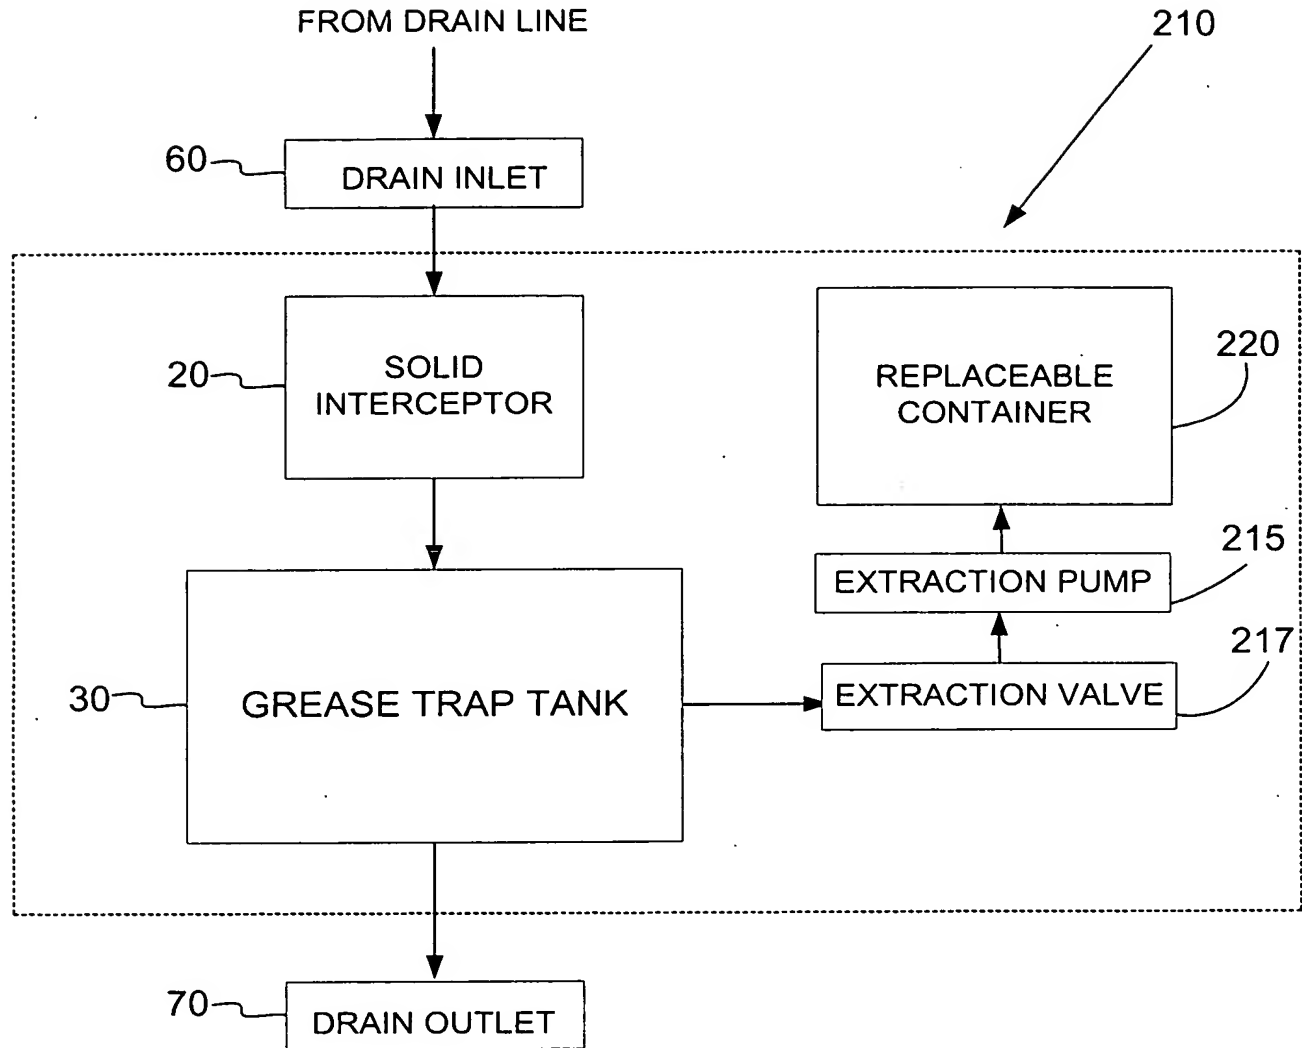 FROM DRAIN LINE
210
60
DRAIN INLET
20
SOLID
INTERCEPTOR
REPLACEABLE
CONTAINER
220
EXTRACTION PUMP
215
217
30
GREASE TRAP TANK
EXTRACTION VALVE
70
DRAIN OUTLET